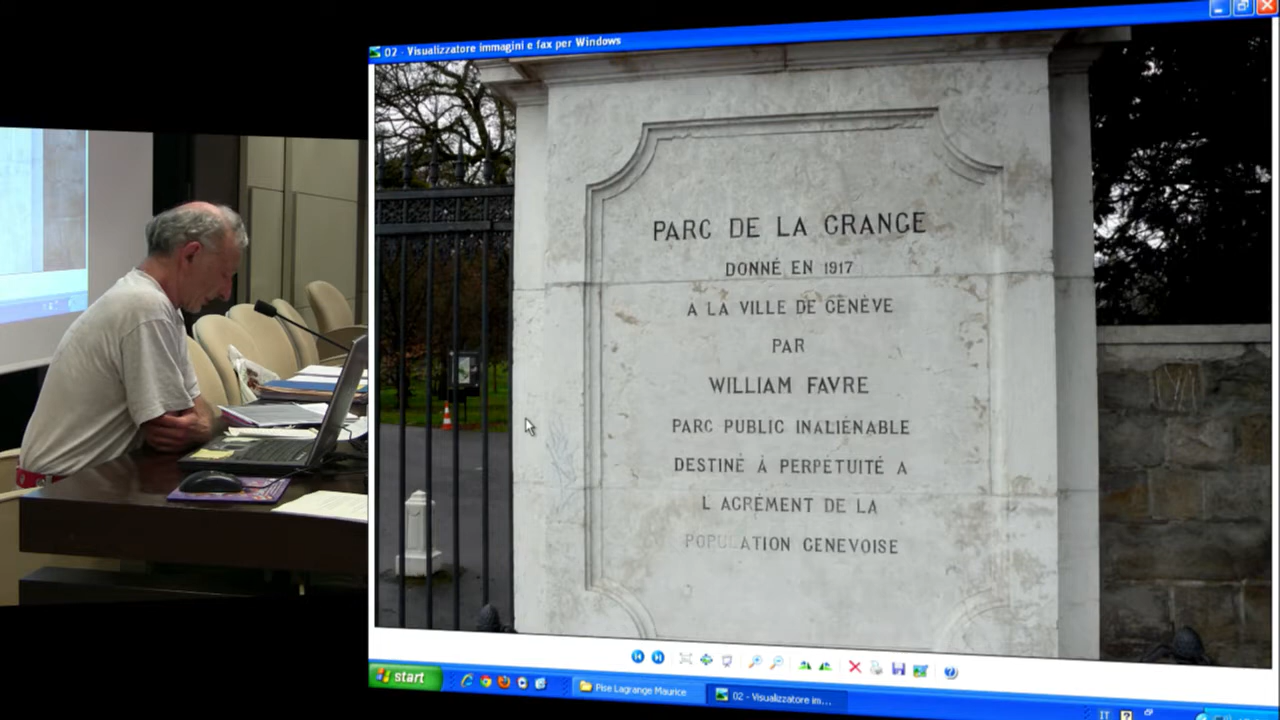 02 - Visualizzatore immagini e fax per Windows
PARC DE LA GRANGE
DONNÉ EN 1917
A LA VILLE DE GENÈVE
PAR
WILLIAM FAVRE
PARC PUBLIC INALIÉNABLE
DESTINÉ À PERPÉTUITÉ A
L AGRÉMENT DE LA
POPULATION GENEVOISE
start
Pise Lagrange Maurice
02 - Visualizzatore im...
IT